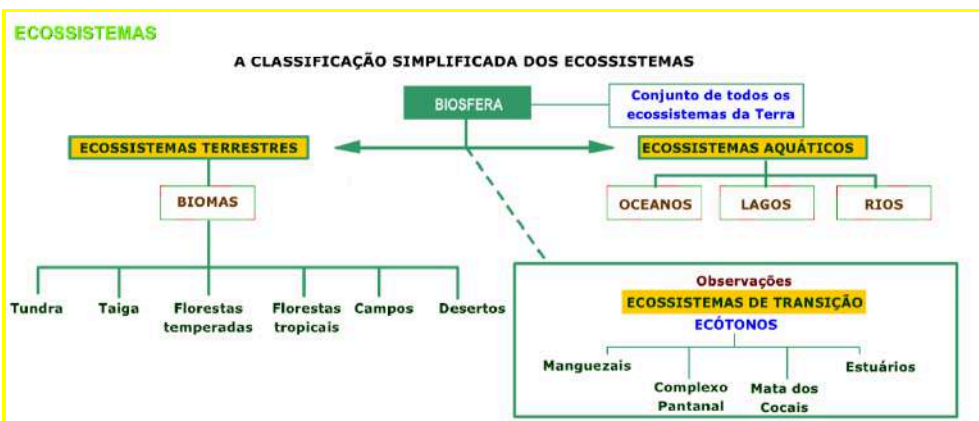 ECOSSISTEMAS
A CLASSIFICAÇÃO SIMPLIFICADA DOS ECOSSISTEMAS
BIOSFERA
Conjunto de todos os
ecossistemas da Terra
ECOSSISTEMAS TERRESTRES
ECOSSISTEMAS AQUÁTICOS
BIOMAS
OCEANOS
LAGOS
RIOS
Tundra
Taiga
Florestas
temperadas
Florestas
tropicais
Campos
Desertos
Observações
ECOSSISTEMAS DE TRANSIÇÃO
ECÓTONOS
Manguezais
Complexo
Pantanal
Mata dos
Cocais
Estuários